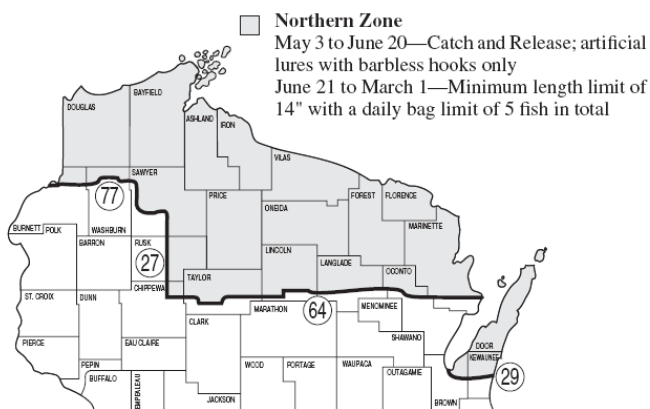 Northern Zone
May 3 to June 20—Catch and Release; artificial
lures with barbless hooks only
June 21 to March 1—Minimum length limit of
14" with a daily bag limit of 5 fish in total
BAYFIELD
DOUGLAS
ASHLAND
IRON
VILAS
SAWYER
77
PRICE
FOREST
FLORENCE
ONEIDA
MARINETTE
BURNETT
POLK
WASHBURN
BARRON
RUSK
27
LINCOLN
LANGLADE
OCONTO
TAYLOR
CHIPPEWA
ST. CROIX
DUNN
MARATHON
64
MENOMINEE
CLARK
SHAWANO
PIERCE
EAU CLAIRE
DOOR
KEWAUNEE
PEPIN
WOOD
PORTAGE
WAUPACA
OUTAGAMIE
29
BUFFALO
JACKSON
BROWN